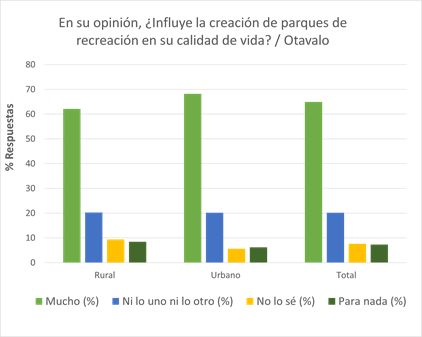 En su opinión, ¿Influye la creación de parques de
recreación en su calidad de vida? / Otavalo
% Respuestas
80
70
60
50
40
30
20
10
0
Rural Urbano Total
Mucho (%) Ni lo uno ni lo otro (%) No lo sé (%) Para nada (%)